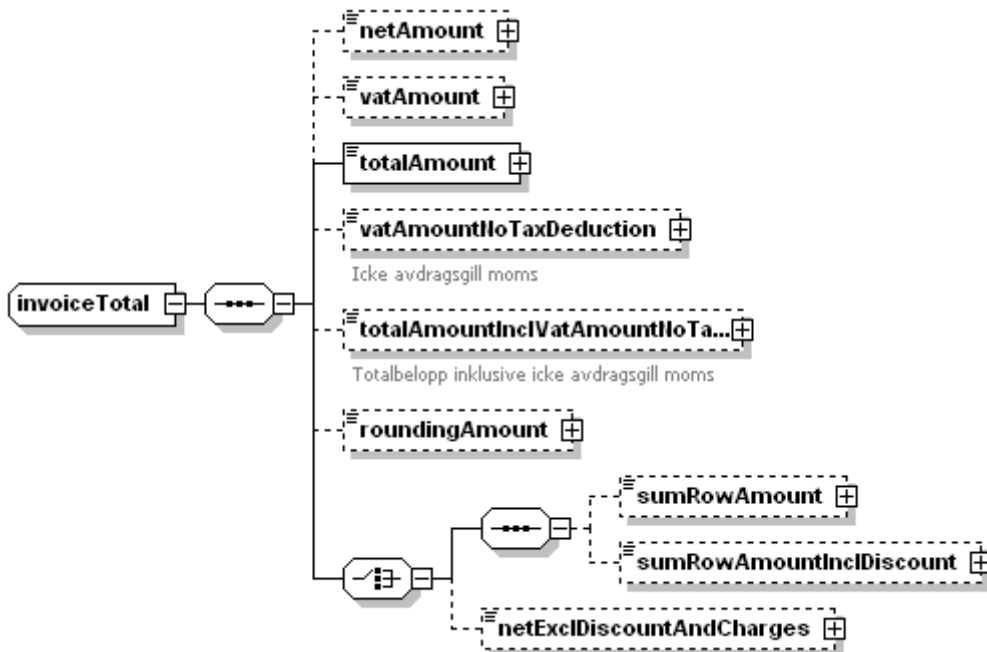 netAmount
vatAmount
totalAmount
vatAmountNoTaxDeduction
Icke avdragsgill moms
invoiceTotal
totalAmountInclVatAmountNoTa...
Totalbelopp inklusive icke avdragsgill moms
roundingAmount
sumRowAmount
sumRowAmountInclDiscount
netExclDiscountAndCharges